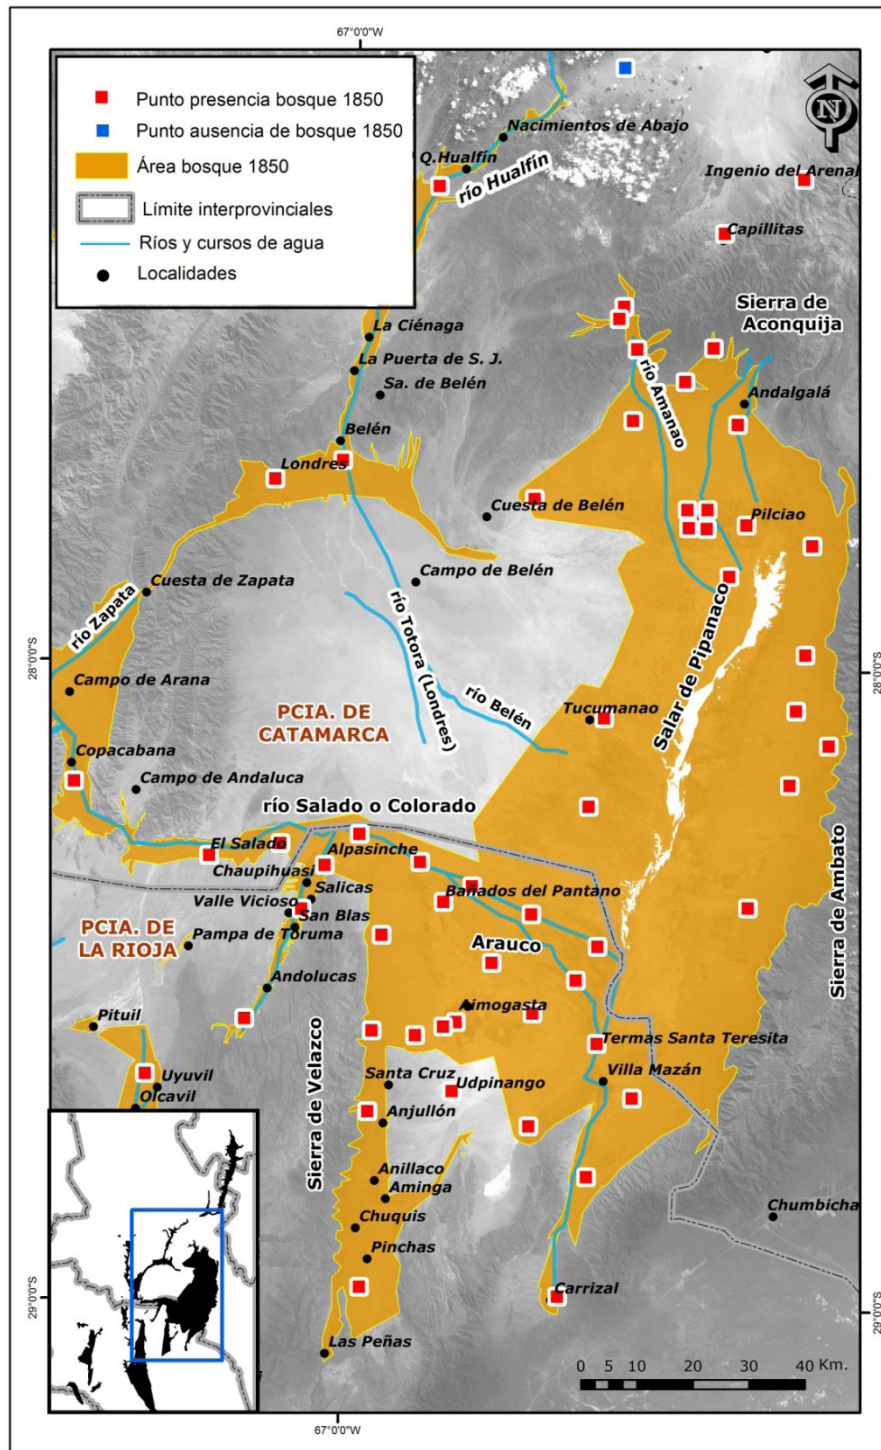 67°0'0"W
Punto presencia bosque 1850
Punto ausencia de bosque 1850
Área bosque 1850
Límite interprovinciales
Ríos y cursos de agua
Localidades
N
Nacimientos de Abajo
Q.Hualfín
río Hualfín
Ingenio del Arenal
Capillitas
Sierra de
Aconquija
La Ciénaga
La Puerta de S. J.
Sa. de Belén
río Amanao
Andalgalá
Belén
Londres
Cuesta de Belén
Pilciao
Campo de Belén
Cuesta de Zapata
río Zapata
río Totora (Londres)
Salar de Pipanaco
28°0'0"S
28°0'0"S
Campo de Arana
PCIA. DE
CATAMARCA
río Belén
Tucumanao
Copacabana
Campo de Andaluca
río Salado o Colorado
El Salado
Alpasinche
Chaupihuasi
Salicas
Bañados del Pantano
Valle Vicioso
San Blas
Sierra de Ambato
PCIA. DE
LA RIOJA
Pampa de Toruma
Arauco
Andolucas
Aimogasta
Pituil
Termas Santa Teresita
Sierra de Velazco
Uyuvil
Santa Cruz
Udpinango
Villa Mazán
Olcavil
Anjullón
Anillaco
Aminga
Chumbicha
Chuquis
Pinchas
29°0'0"S
29°0'0"S
Carrizal
Las Peñas
0 5 10 20 30 40 Km.
67°0'0"W